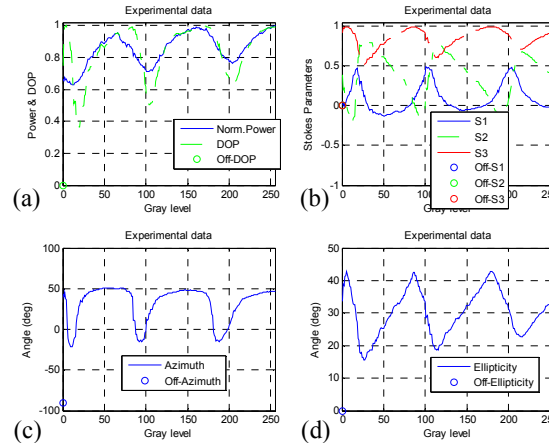 Experimental data
1
0.8
0.6
0.4
0.2
0
Power & DOP
Norm.Power
DOP
Off-DOP
0 50 100 150 200 250
Gray level
(a)
Experimental data
1
0.5
0
-0.5
-1
Stokes Parameters
S1
S2
S3
Off-S1
Off-S2
Off-S3
0 50 100 150 200 250
Gray level
(b)
Experimental data
100
50
0
-50
-100
Angle (deg)
Azimuth
Off-Azimuth
0 50 100 150 200 250
Gray level
(c)
Experimental data
50
40
30
20
10
0
Angle (deg)
Ellipticity
Off-Ellipticity
0 50 100 150 200 250
Gray level
(d)